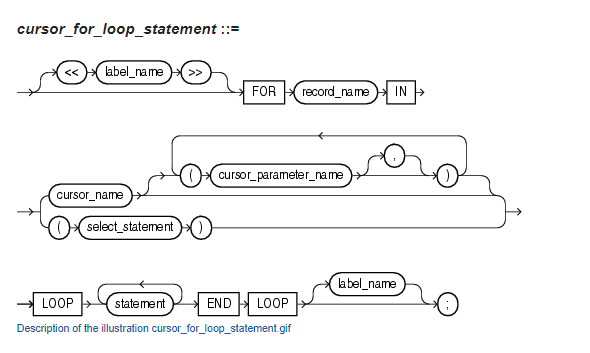 cursor_for_loop_statement ::=
<< label_name >>
FOR record_name IN
( cursor_parameter_name , )
cursor_name
( select_statement )
label_name
LOOP statement END LOOP ;
Description of the illustration cursor_for_loop_statement.gif